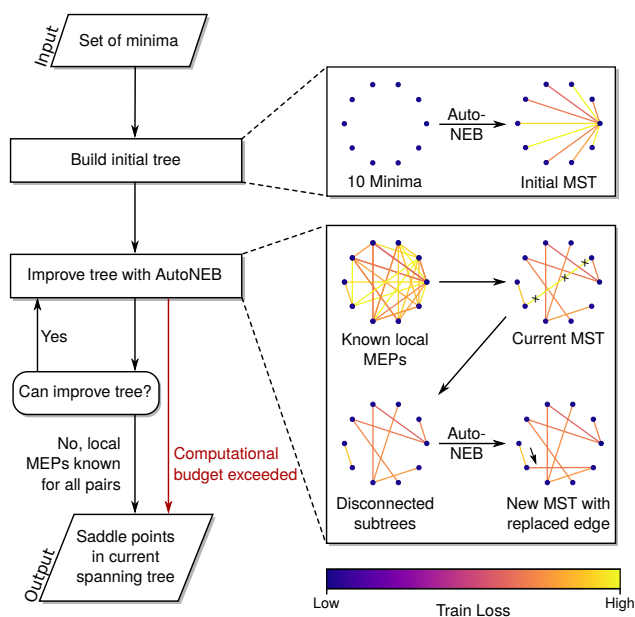 Input
Set of minima
Build initial tree
Improve tree with AutoNEB
Yes
Can improve tree?
No, local
MEPs known
for all pairs
Computational
budget exceeded
Output
Saddle points
in current
spanning tree
Auto-
NEB
10 Minima
Initial MST
Known local
MEPs
Current MST
Auto-
NEB
Disconnected
subtrees
New MST with
replaced edge
Low
Train Loss
High